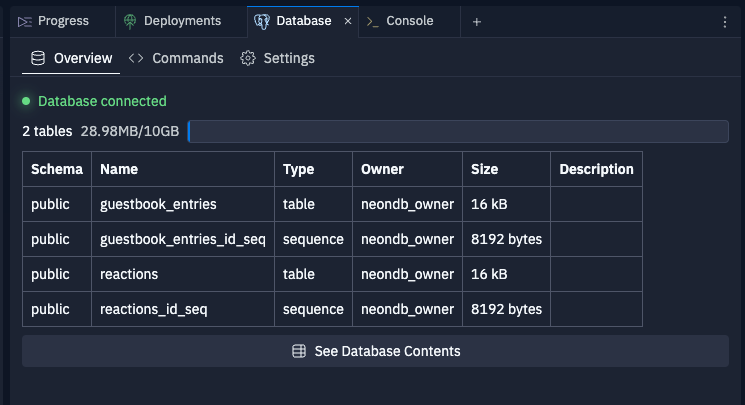 Progress Deployments Database × Console +
Overview <> Commands Settings
Database connected
2 tables 28.98MB/10GB
Schema Name Type Owner Size Description
public guestbook_entries table neondb_owner 16 kB
public guestbook_entries_id_seq sequence neondb_owner 8192 bytes
public reactions table neondb_owner 16 kB
public reactions_id_seq sequence neondb_owner 8192 bytes
See Database Contents